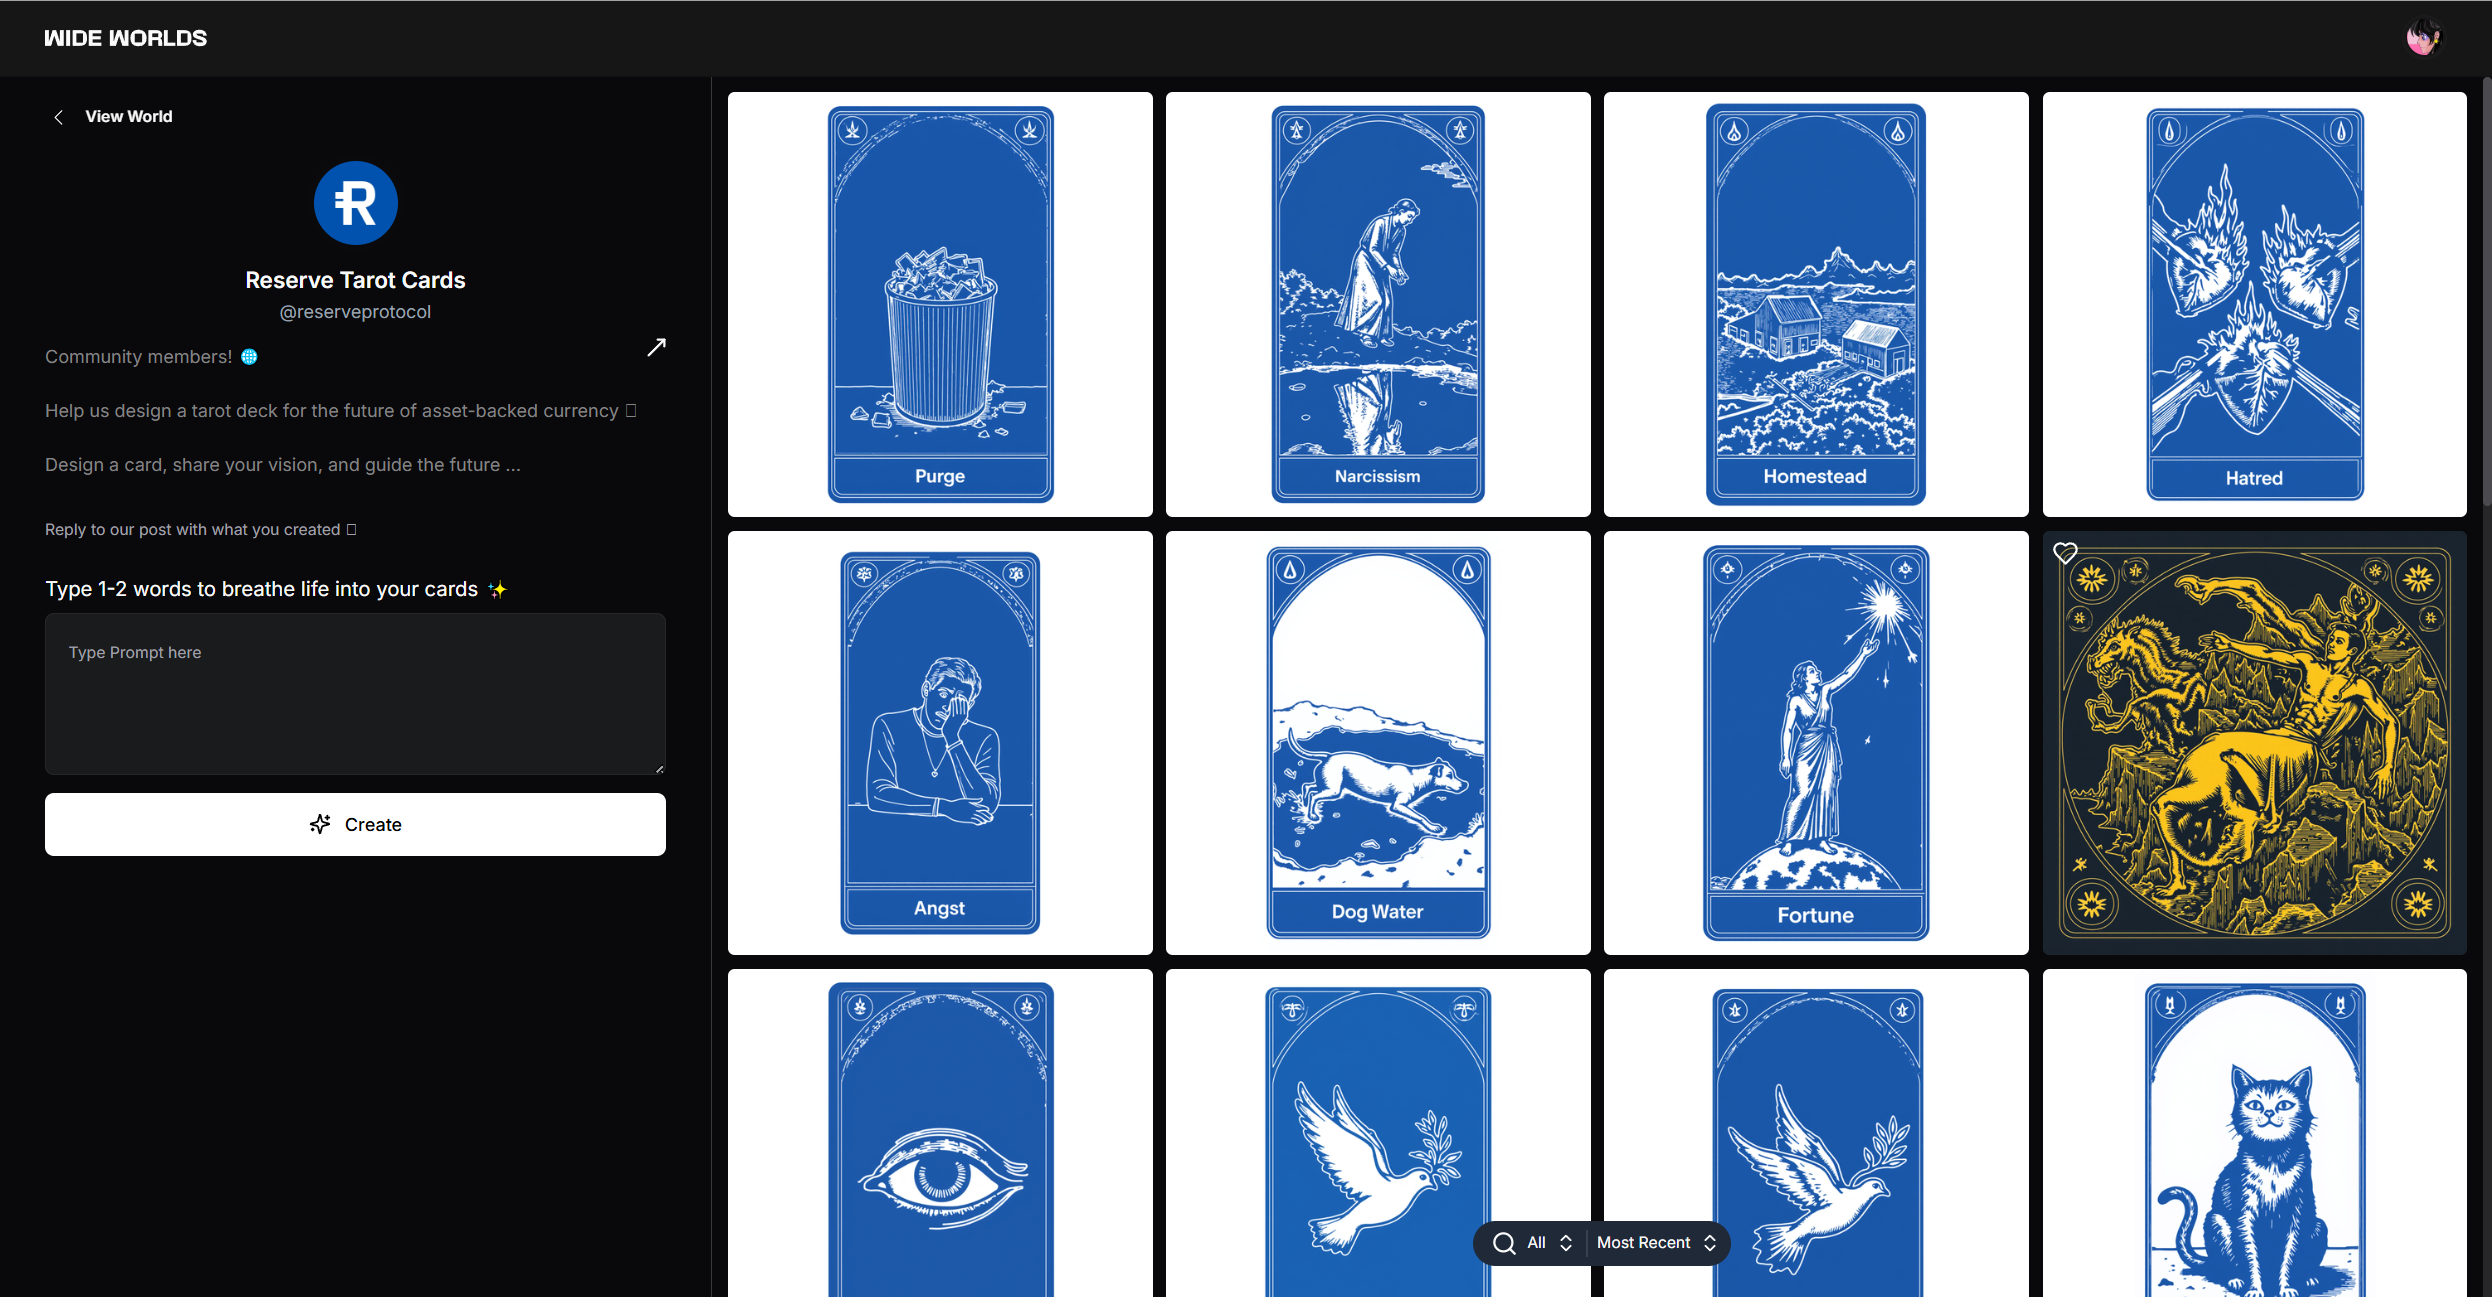 WIDE WORLDS
View World
Reserve Tarot Cards
@reserveprotocol
Community members! 🌐
Help us design a tarot deck for the future of asset-backed currency
Design a card, share your vision, and guide the future ...
Reply to our post with what you created
Type 1-2 words to breathe life into your cards ✨
Type Prompt here
Create
Purge
Narcissism
Homestead
Hatred
Angst
Dog Water
Fortune
All
Most Recent